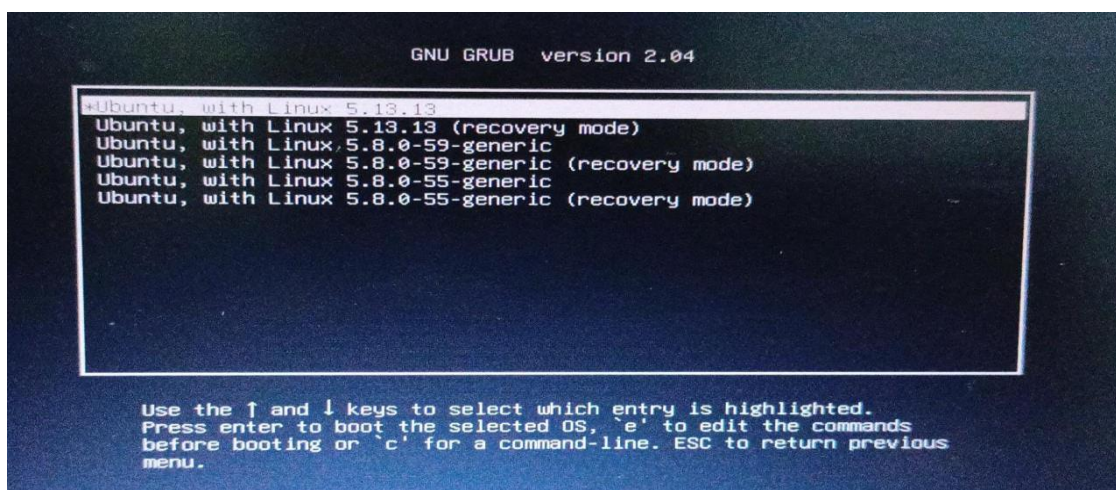 GNU GRUB version 2.04
*Ubuntu, with Linux 5.13.13
Ubuntu, with Linux 5.13.13 (recovery mode)
Ubuntu, with Linux 5.8.0-59-generic
Ubuntu, with Linux 5.8.0-59-generic (recovery mode)
Ubuntu, with Linux 5.8.0-55-generic
Ubuntu, with Linux 5.8.0-55-generic (recovery mode)
Use the ↑ and ↓ keys to select which entry is highlighted.
Press enter to boot the selected OS, `e' to edit the commands
before booting or `c' for a command-line. ESC to return previous
menu.